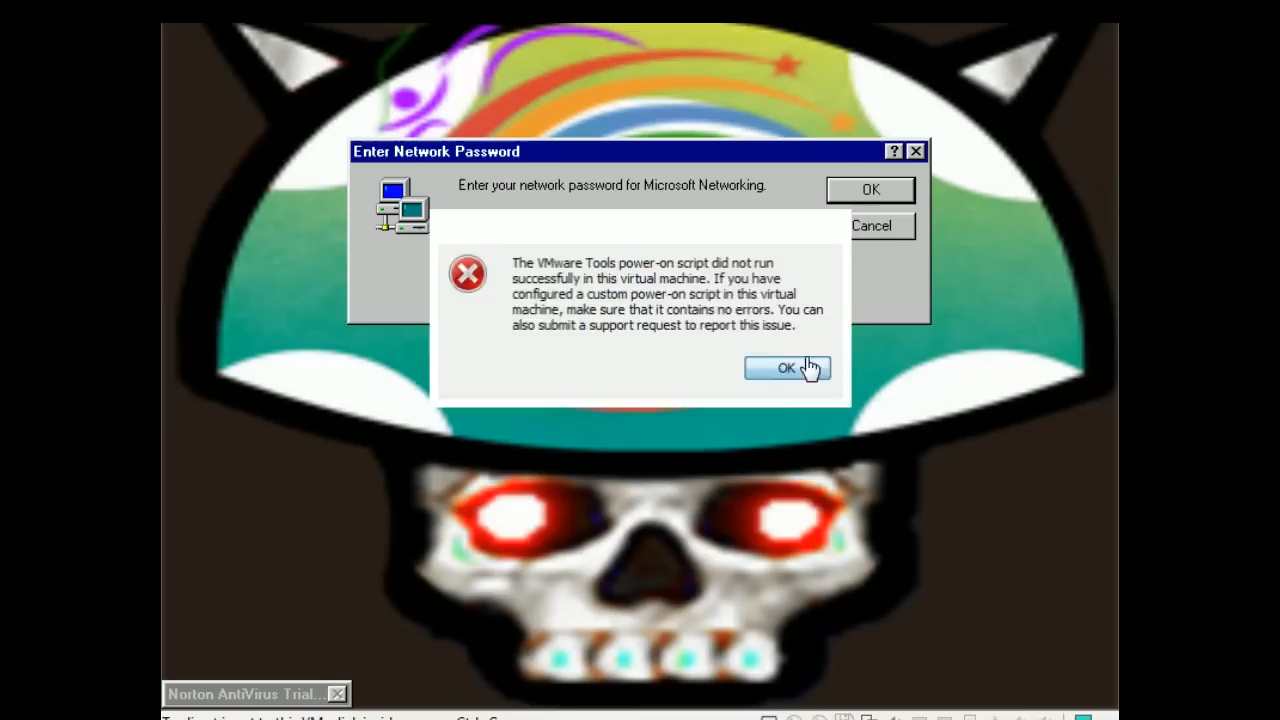 Enter Network Password
Enter your network password for Microsoft Networking.
OK
Cancel
The VMware Tools power-on script did not run
successfully in this virtual machine. If you have
configured a custom power-on script in this virtual
machine, make sure that it contains no errors. You can
also submit a support request to report this issue.
OK
Norton AntiVirus Trial...